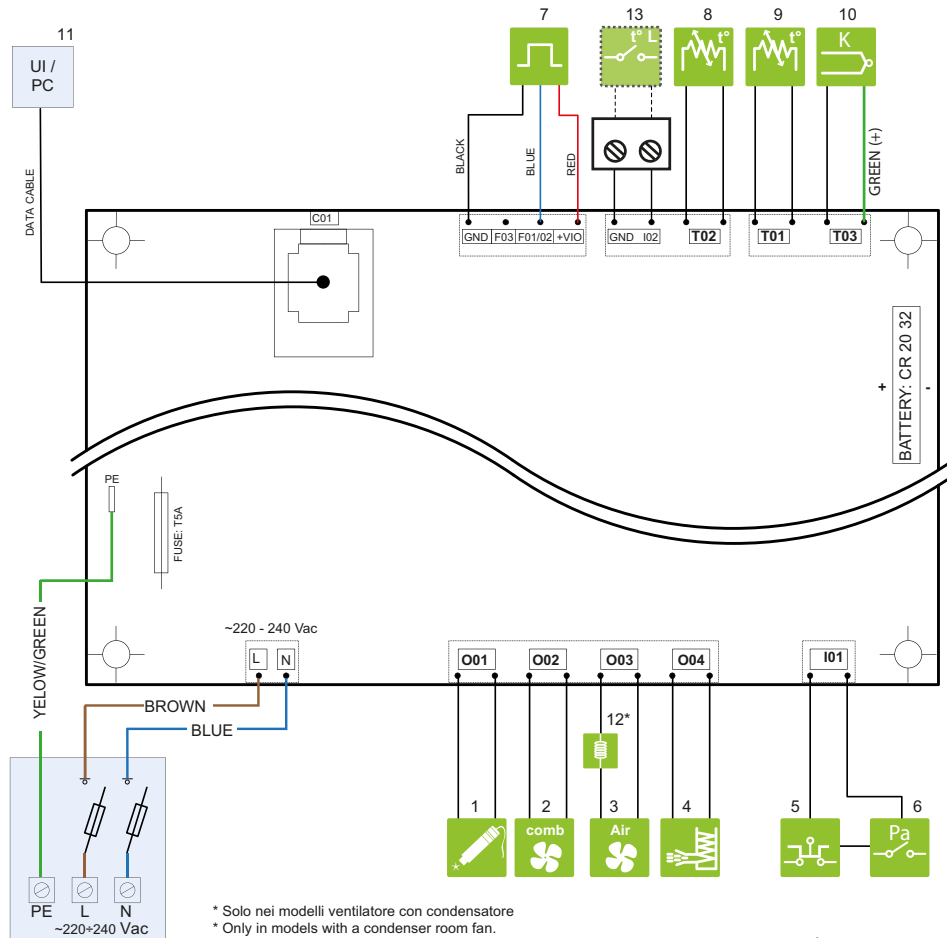 11
7
13
8
9
10
UI /
PC
t° L
t°
t°
K
DATA CABLE
BLACK
BLUE
RED
GREEN (+)
C01
GND F03 F01/02 +VIO
GND I02
T02
T01
T03
BATTERY: CR 20 32
+
-
PE
FUSE: T5A
YELOW/GREEN
~220 - 240 Vac
L
N
O01
O02
O03
O04
I01
BROWN
BLUE
12*
1
2
3
4
5
6
comb
Air
Pa
PE
L
N
~220÷240 Vac
* Solo nei modelli ventilatore con condensatore
* Only in models with a condenser room fan.